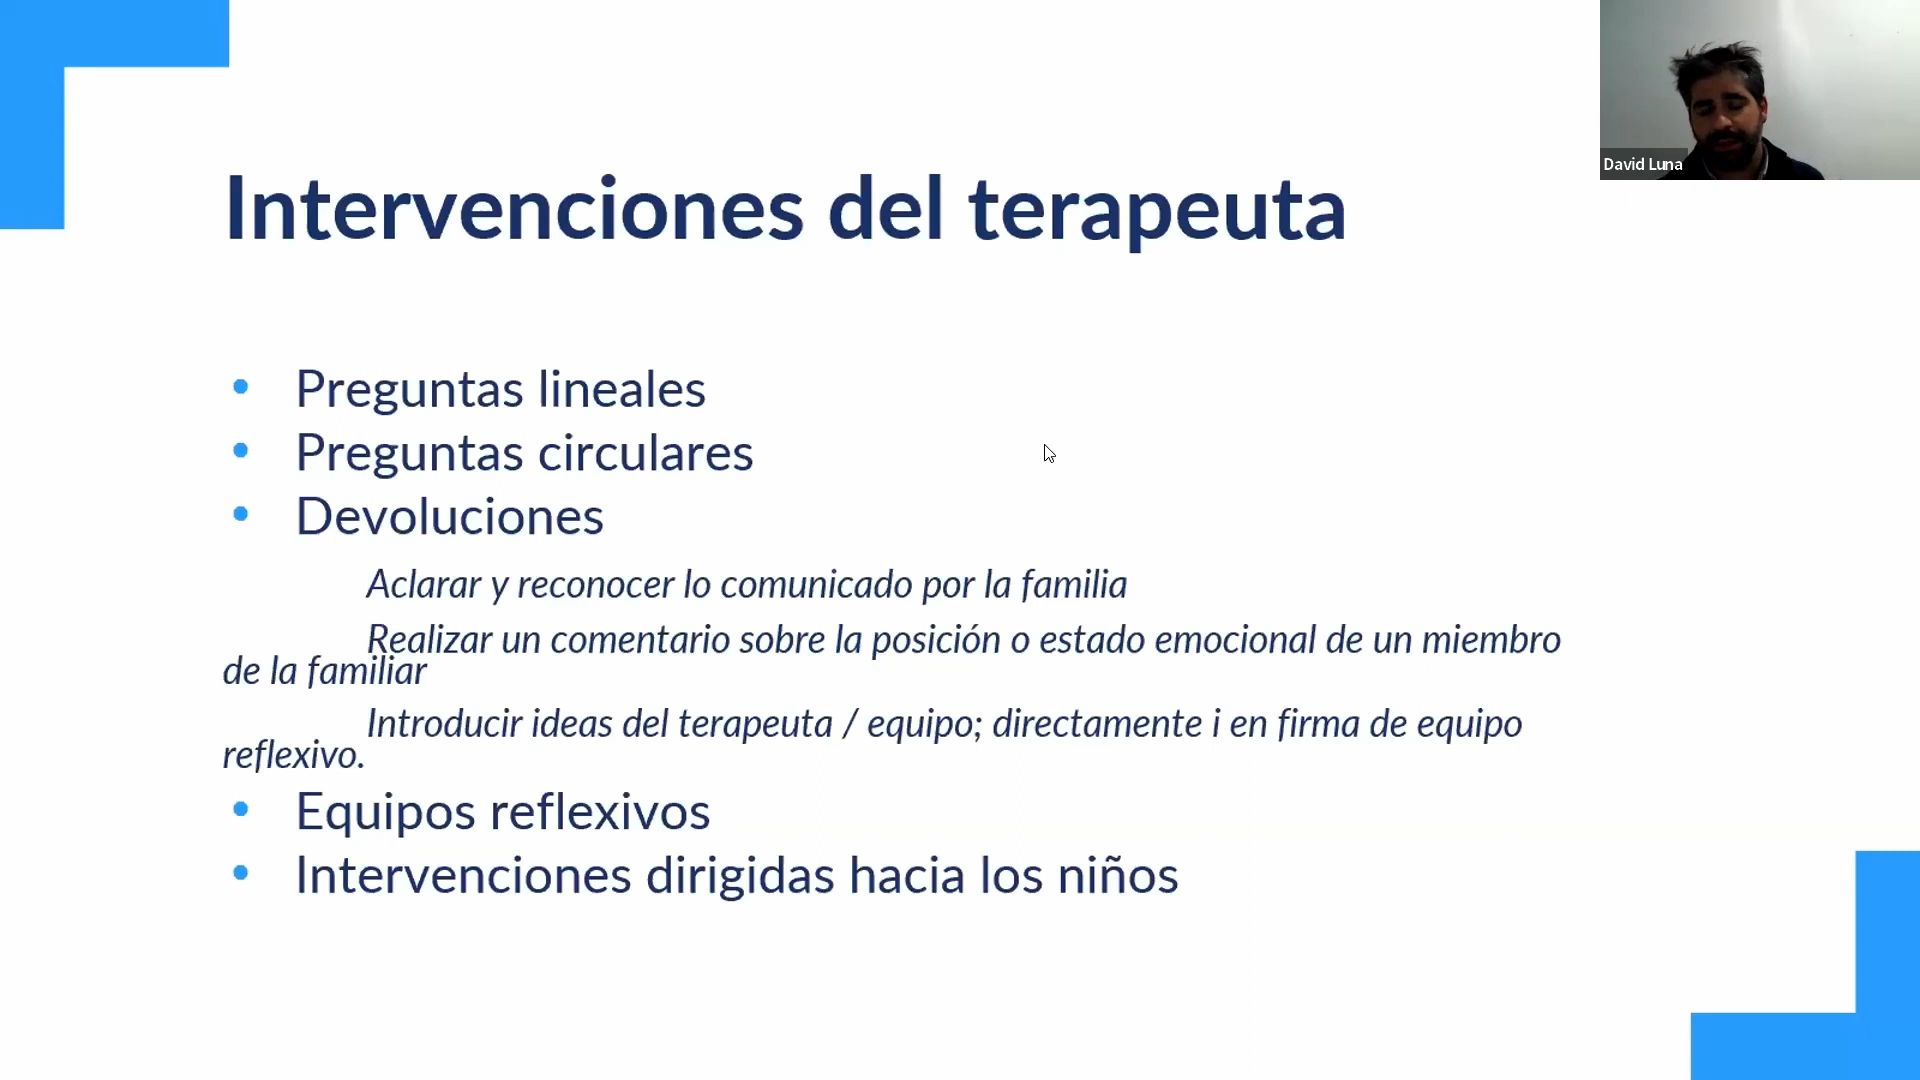 David Luna
Intervenciones del terapeuta
• Preguntas lineales
• Preguntas circulares
• Devoluciones
Aclarar y reconocer lo comunicado por la familia
Realizar un comentario sobre la posición o estado emocional de un miembro
de la familiar
Introducir ideas del terapeuta / equipo; directamente i en firma de equipo
reflexivo.
• Equipos reflexivos
• Intervenciones dirigidas hacia los niños